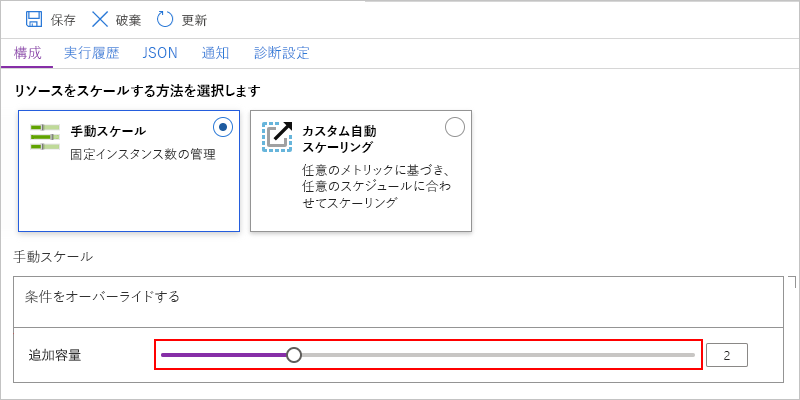 保存 破棄 更新
構成 実行履歴 JSON 通知 診断設定
リソースをスケールする方法を選択します
手動スケール
固定インスタンス数の管理
カスタム自動
スケーリング
任意のメトリックに基づき、
任意のスケジュールに合わ
せてスケーリング
手動スケール
条件をオーバーライドする
追加容量 2